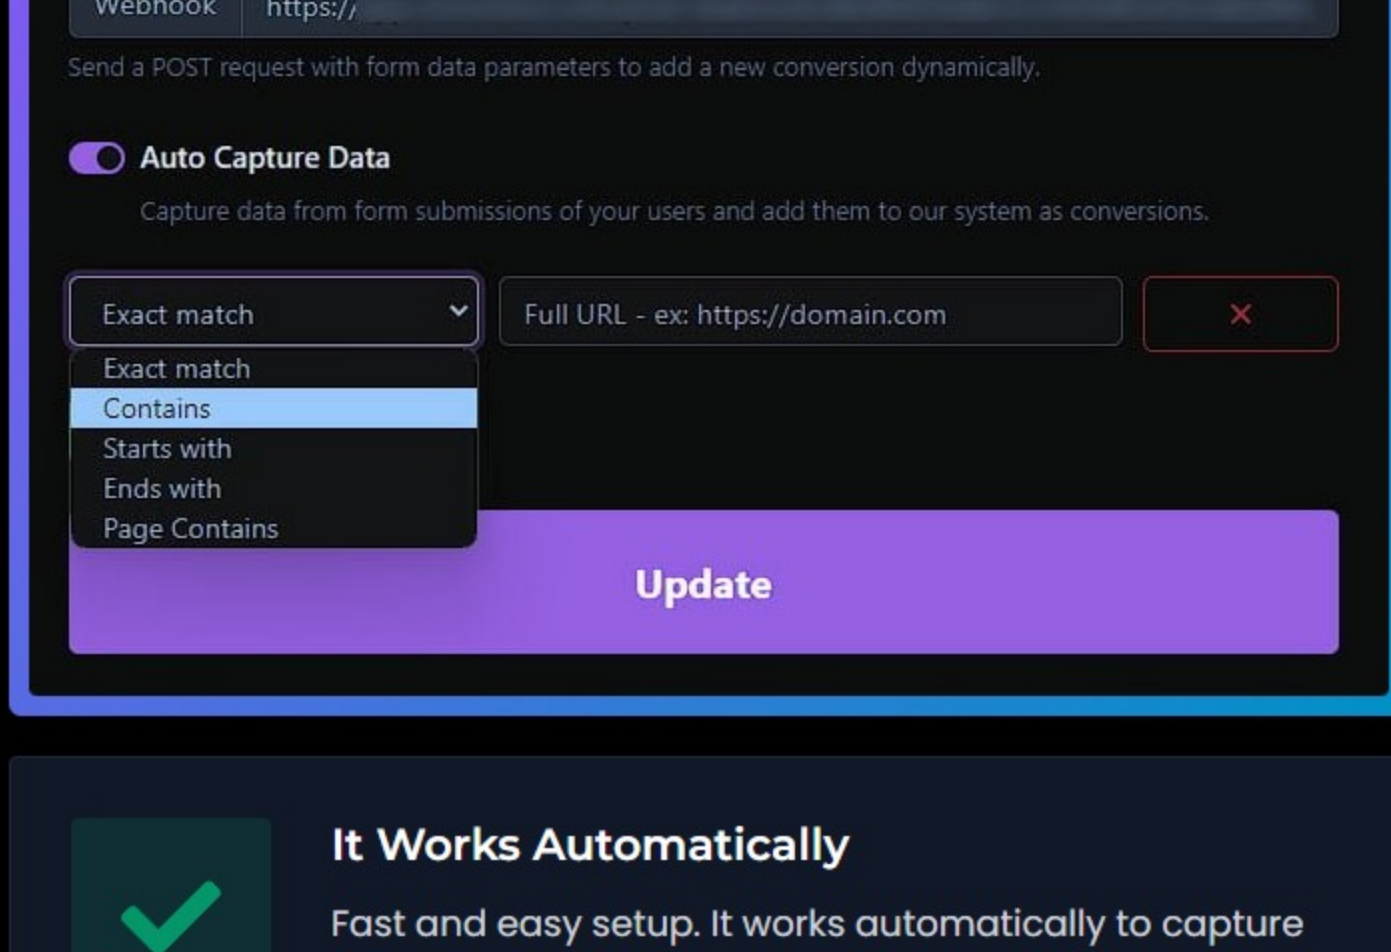 Webhook https://
Send a POST request with form data parameters to add a new conversion dynamically.
Auto Capture Data
Capture data from form submissions of your users and add them to our system as conversions.
Exact match Full URL - ex: https://domain.com
Exact match
Contains
Starts with
Ends with
Page Contains
Update
It Works Automatically
Fast and easy setup. It works automatically to capture